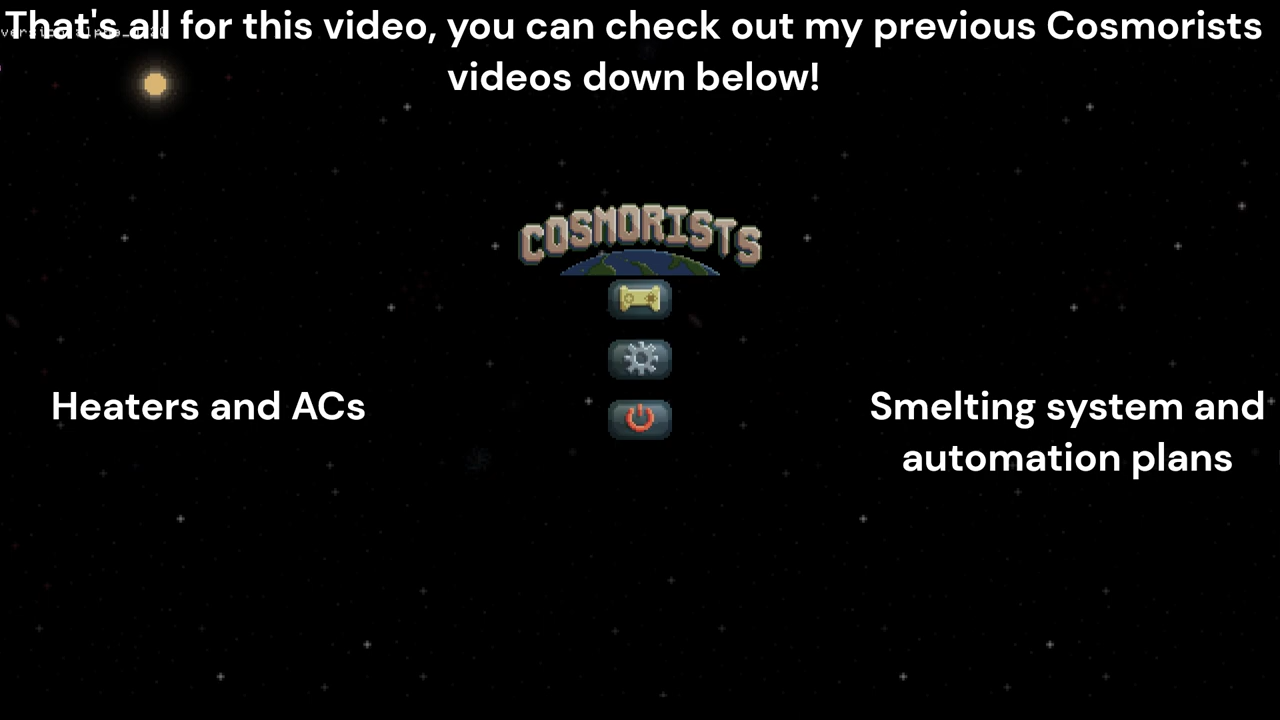 That's all for this video, you can check out my previous Cosmorists
videos down below!
COSMORISTS
Heaters and ACs
Smelting system and
automation plans